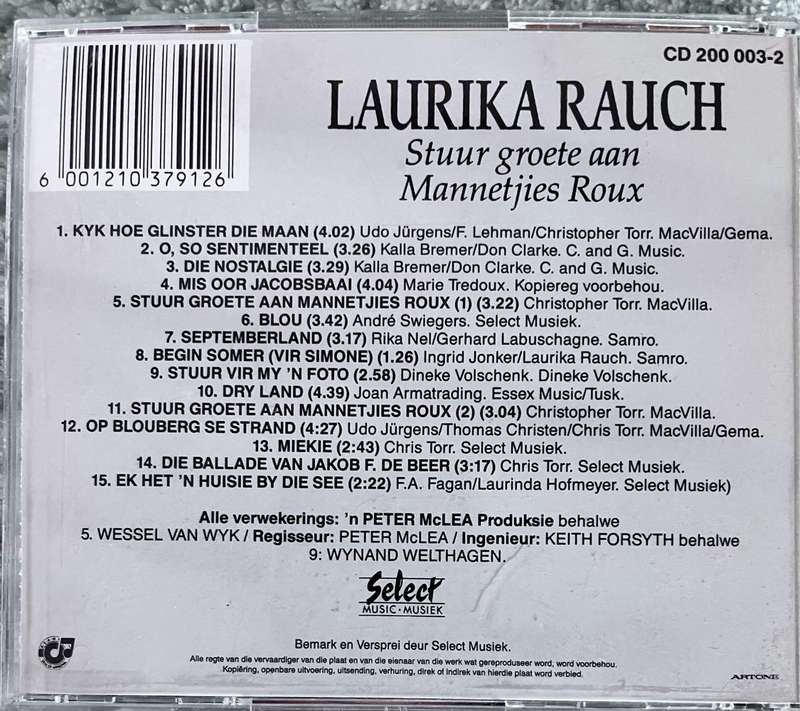 CD 200 003-2
6 001210 379126
LAURIKA RAUCH
Stuur groete aan
Mannetjies Roux
1. KYK HOE GLINSTER DIE MAAN (4.02) Udo Jürgens/F. Lehman/Christopher Torr. MacVilla/Gema.
2. O, SO SENTIMENTEEL (3.26) Kalla Bremer/Don Clarke. C. and G. Music.
3. DIE NOSTALGIE (3.29) Kalla Bremer/Don Clarke. C. and G. Music.
4. MIS OOR JACOBSBAAI (4.04) Marie Tredoux. Kopiereg voorbehou.
5. STUUR GROETE AAN MANNETJIES ROUX (1) (3.22) Christopher Torr. MacVilla.
6. BLOU (3.42) André Swiegers. Select Musiek.
7. SEPTEMBERLAND (3.17) Rika Nel/Gerhard Labuschagne. Samro.
8. BEGIN SOMER (VIR SIMONE) (1.26) Ingrid Jonker/Laurika Rauch. Samro.
9. STUUR VIR MY 'N FOTO (2.58) Dineke Volschenk. Dineke Volschenk.
10. DRY LAND (4.39) Joan Armatrading. Essex Music/Tusk.
11. STUUR GROETE AAN MANNETJIES ROUX (2) (3.04) Christopher Torr. MacVilla.
12. OP BLOUBERG SE STRAND (4:27) Udo Jürgens/Thomas Christen/Chris Torr. MacVilla/Gema.
13. MIEKIE (2:43) Chris Torr. Select Musiek.
14. DIE BALLADE VAN JAKOB F. DE BEER (3:17) Chris Torr. Select Musiek.
15. EK HET 'N HUISIE BY DIE SEE (2:22) F.A. Fagan/Laurinda Hofmeyer. Select Musiek)
Alle verwekerings: 'n PETER McLEA Produksie behalwe
5. WESSEL VAN WYK / Regisseur: PETER McLEA / Ingenieur: KEITH FORSYTH behalwe
9: WYNAND WELTHAGEN.
Select
MUSIC • MUSIEK
Bemark en Versprei deur Select Musiek.
Alle regte van die vervaardiger van die plaat en van die eienaar van die werk wat gereproduseer word, word voorbehou.
Kopiëring, openbare uitvoering, uitsending, verhuring, direk of indirek van hierdie plaat word verbied.
ARTONE